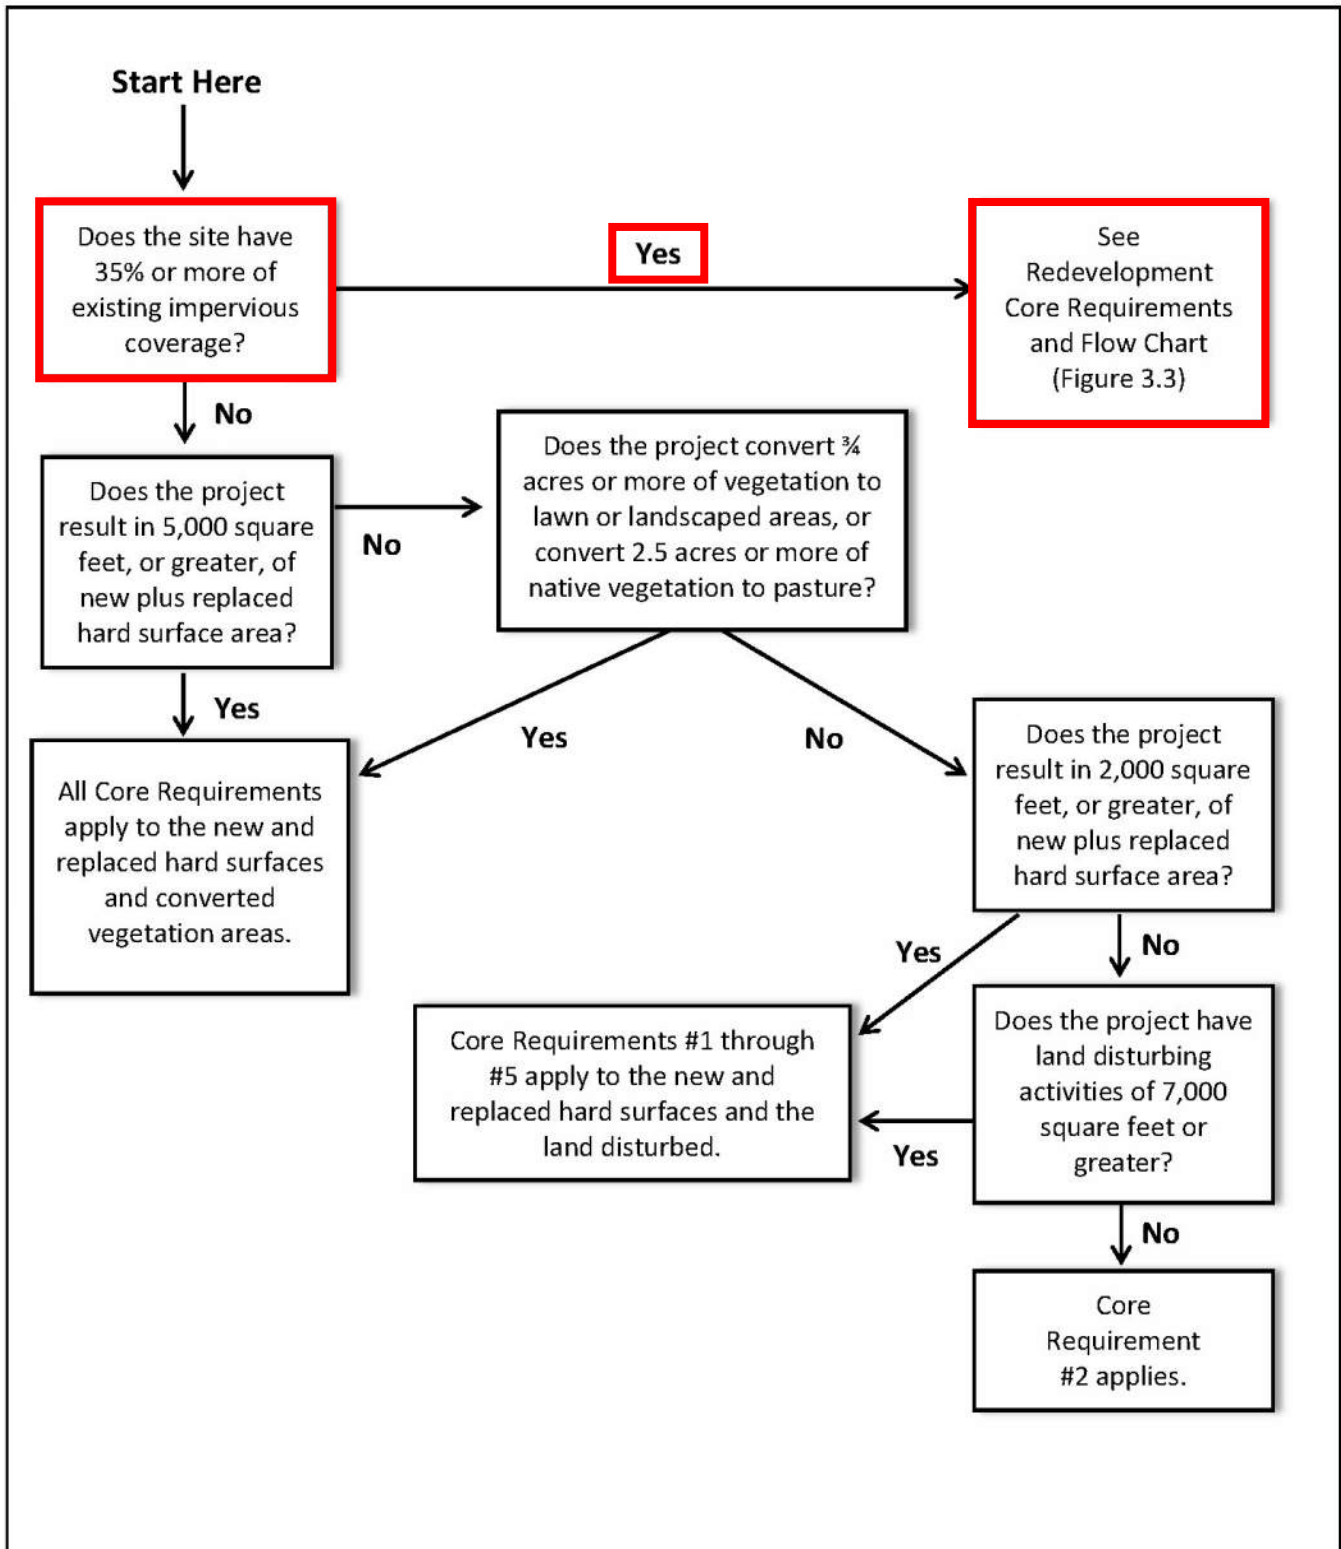 Start Here
Does the site have
35% or more of
existing impervious
coverage?
Yes
See
Redevelopment
Core Requirements
and Flow Chart
(Figure 3.3)
No
Does the project
result in 5,000 square
feet, or greater, of
new plus replaced
hard surface area?
No
Does the project convert ¾
acres or more of vegetation to
lawn or landscaped areas, or
convert 2.5 acres or more of
native vegetation to pasture?
Yes
Yes
No
All Core Requirements
apply to the new and
replaced hard surfaces
and converted
vegetation areas.
Does the project
result in 2,000 square
feet, or greater, of
new plus replaced
hard surface area?
Yes
No
Core Requirements #1 through
#5 apply to the new and
replaced hard surfaces and the
land disturbed.
Does the project have
land disturbing
activities of 7,000
square feet or
greater?
Yes
No
Core
Requirement
#2 applies.